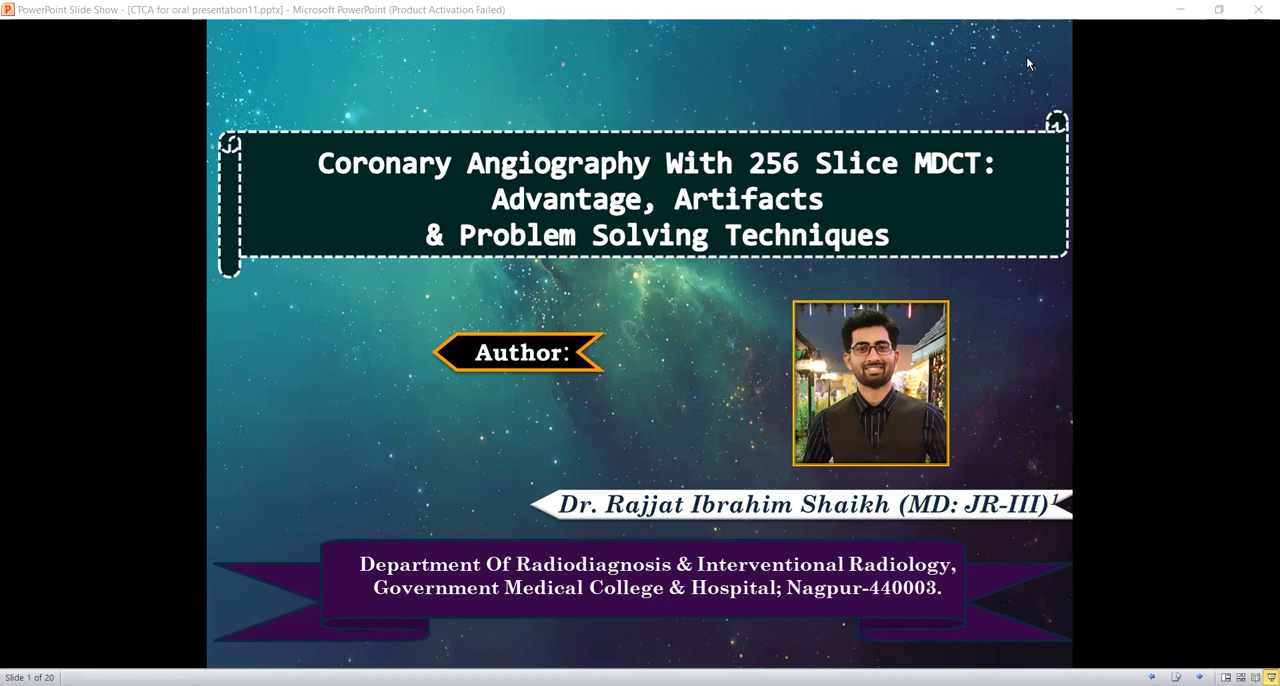 PowerPoint Slide Show - [CTCA for oral presentation11.pptx] - Microsoft PowerPoint (Product Activation Failed)
Coronary Angiography With 256 Slice MDCT:
Advantage, Artifacts
& Problem Solving Techniques
Author:
Dr. Rajjat Ibrahim Shaikh (MD: JR-III)¹
Department Of Radiodiagnosis & Interventional Radiology,
Government Medical College & Hospital; Nagpur-440003.
Slide 1 of 20